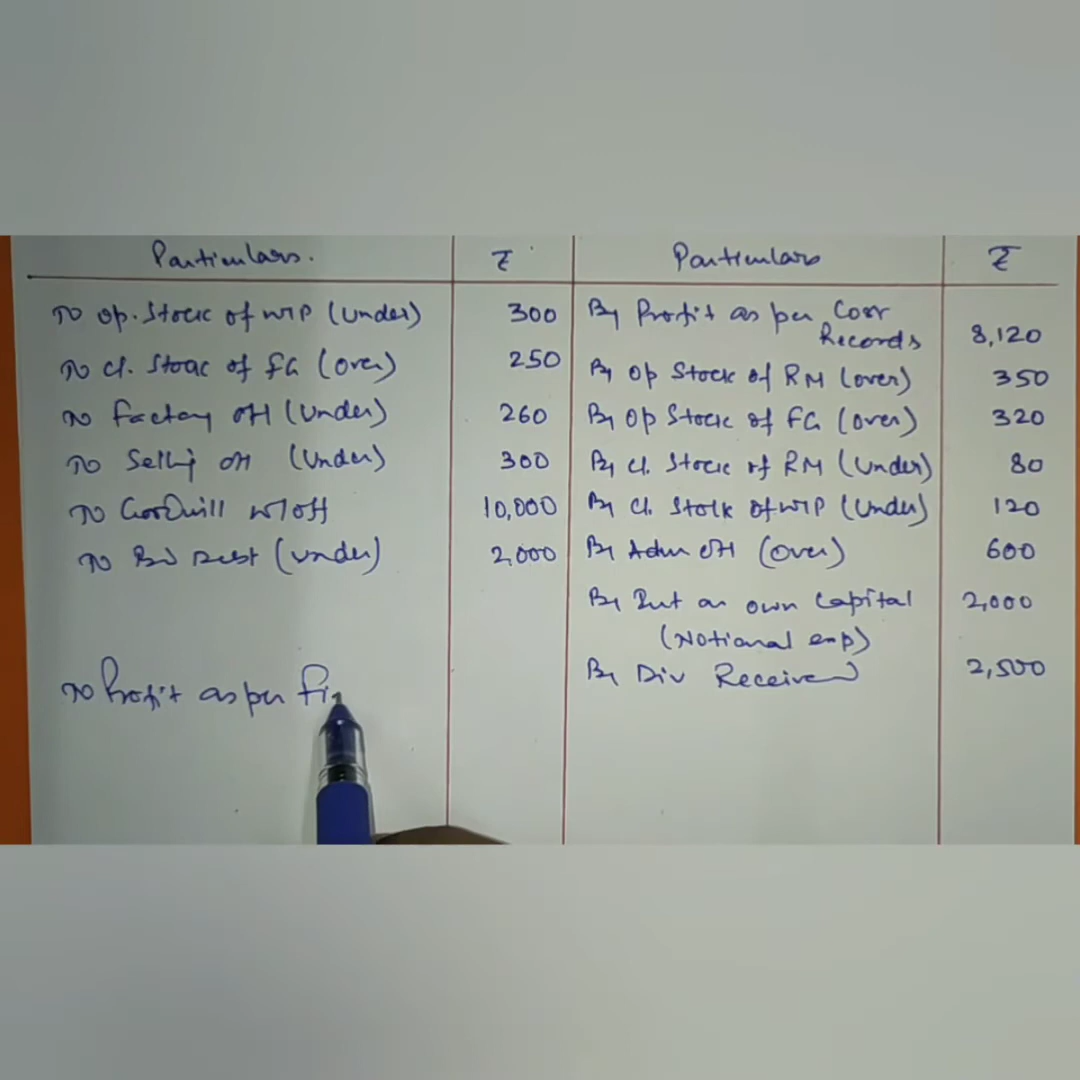 Particulars. ₹ Particulars ₹
To Op. Stock of WIP (Under) 300 By Profit as per Cost
Records 8,120
To Cl. Stock of FG (Over) 250 By Op Stock of RM (over) 350
To Factory OH (Under) 260 By Op Stock of FG (over) 320
To Selling OH (Under) 300 By Cl. Stock of RM (Under) 80
To Goodwill w/off 10,000 By Cl. Stock of WIP (Under) 120
To Bad Debt (under) 2,000 By Adm OH (over) 600
By Int on own Capital 2,000
(Notional exp)
To Profit as per Fin By Div Received 2,500